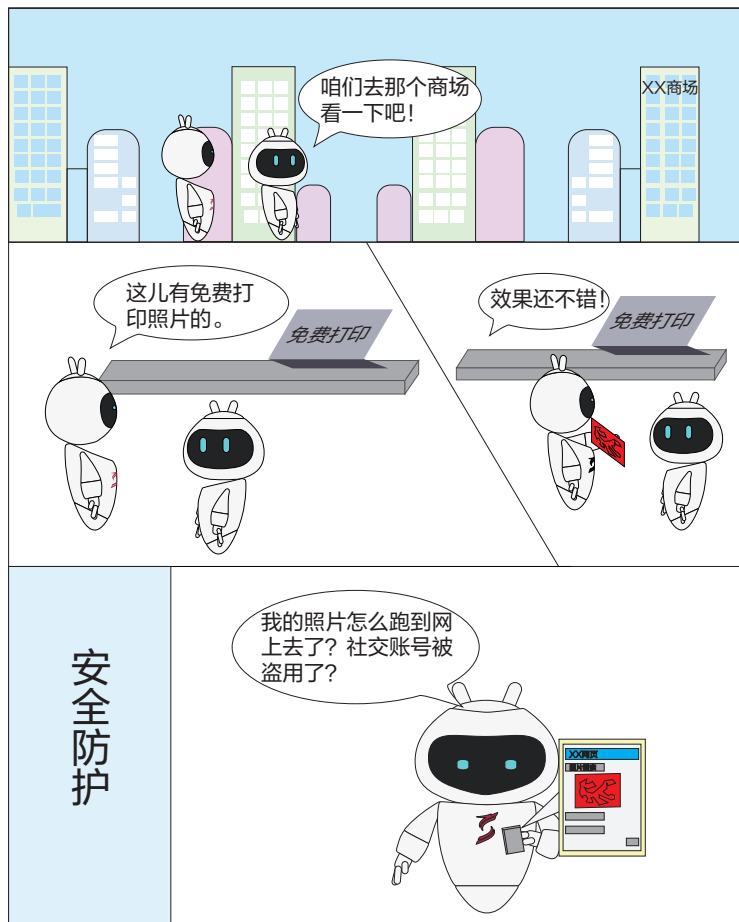 咱们去那个商场
看一下吧！
XX商场
这儿有免费打
印照片的。
免费打印
效果还不错！
免费打印
我的照片怎么跑到网
上去了？社交账号被
盗用了？
安全防护
XX网页